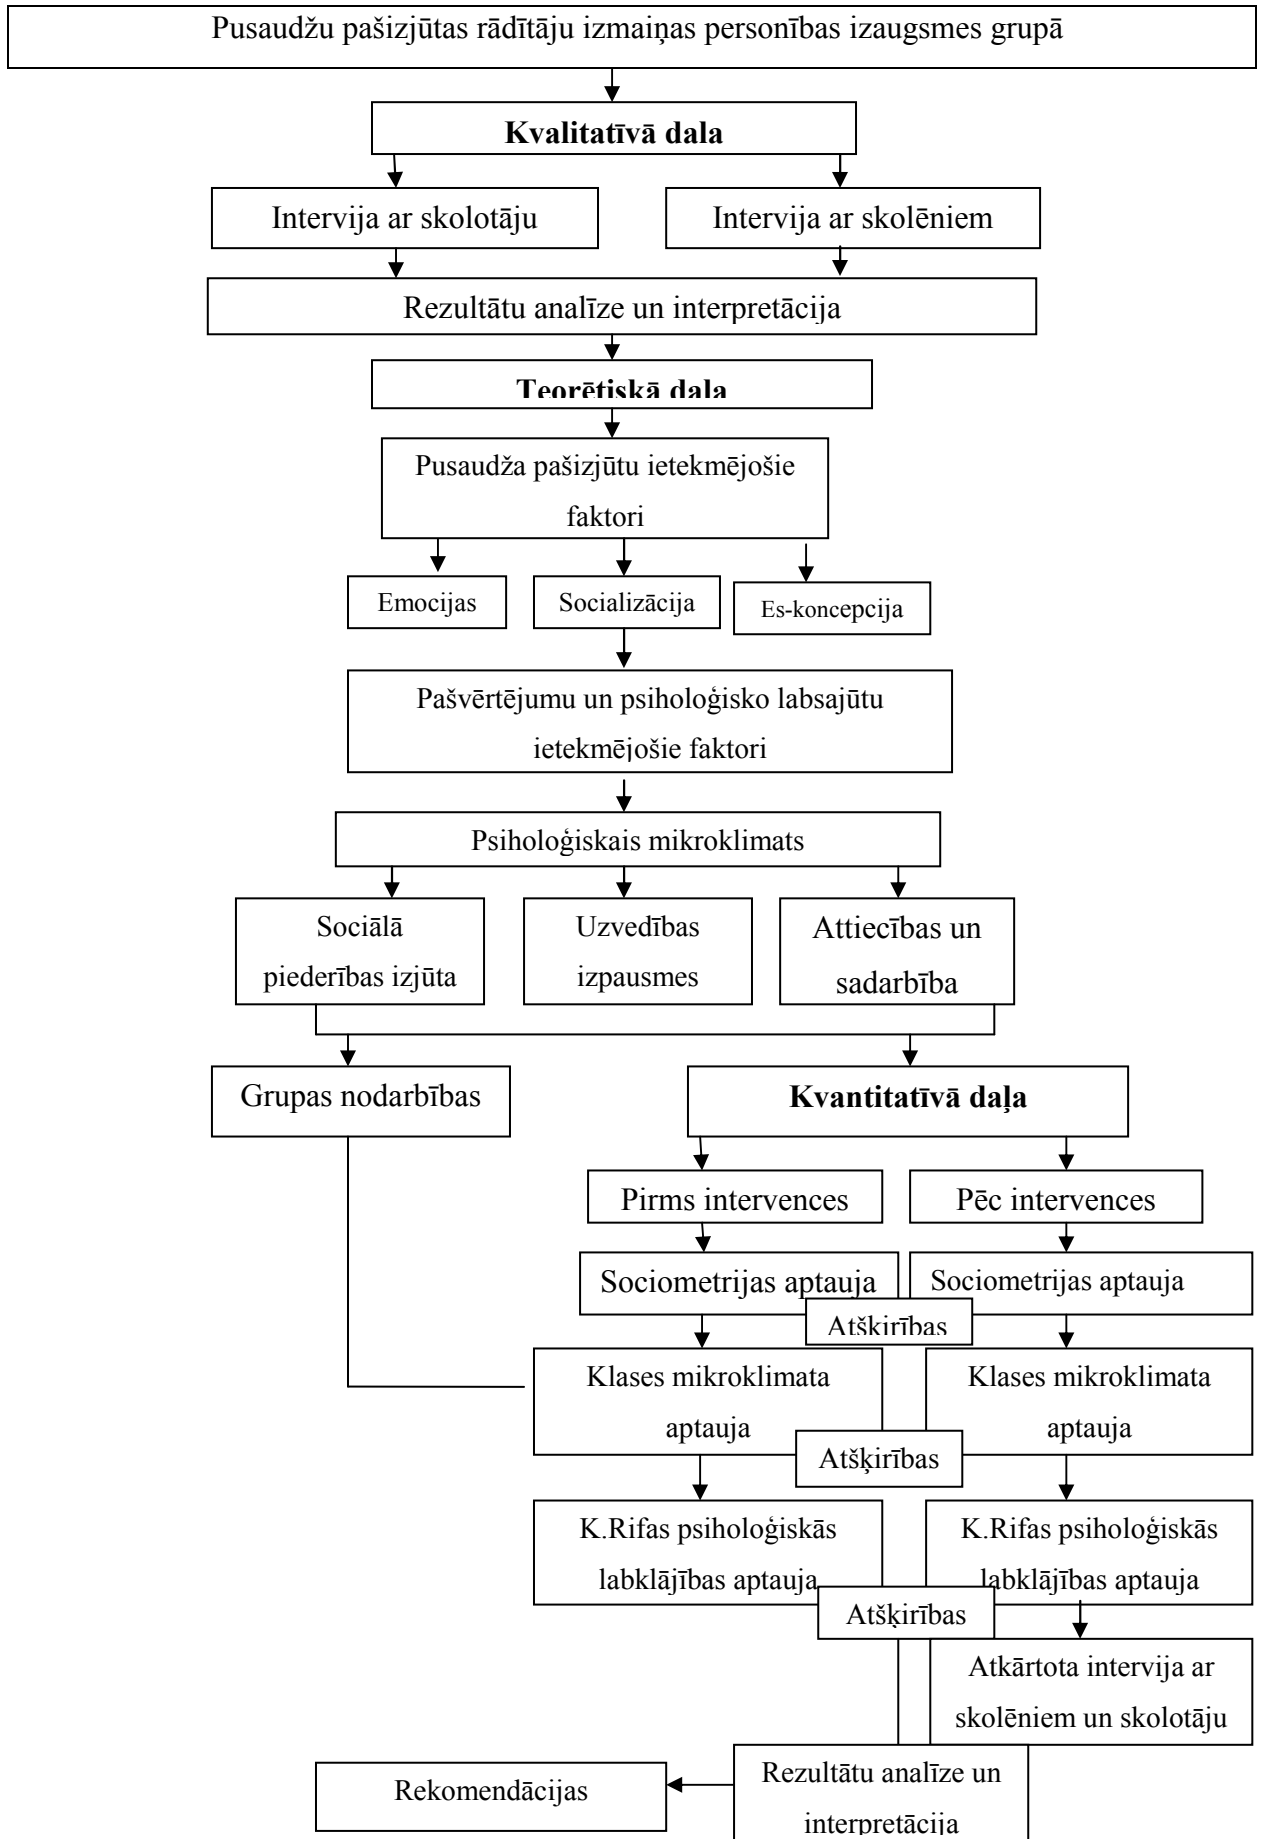 Pusaudžu pašizjūtas rādītāju izmaiņas personības izaugsmes grupā
Kvalitatīvā daļa
Intervija ar skolotāju
Intervija ar skolēniem
Rezultātu analīze un interpretācija
Teorētiskā daļa
Pusaudža pašizjūtu ietekmējošie
faktori
Emocijas
Socializācija
Es-koncepcija
Pašvērtējumu un psiholoģisko labsajūtu
ietekmējošie faktori
Psiholoģiskais mikroklimats
Sociālā
piederības izjūta
Uzvedības
izpausmes
Attiecības un
sadarbība
Grupas nodarbības
Kvantitatīvā daļa
Pirms intervences
Pēc intervences
Sociometrijas aptauja
Sociometrijas aptauja
Atšķirības
Klases mikroklimata
aptauja
Klases mikroklimata
aptauja
Atšķirības
K.Rifas psiholoģiskās
labklājības aptauja
K.Rifas psiholoģiskās
labklājības aptauja
Atšķirības
Atkārtota intervija ar
skolēniem un skolotāju
Rezultātu analīze un
interpretācija
Rekomendācijas